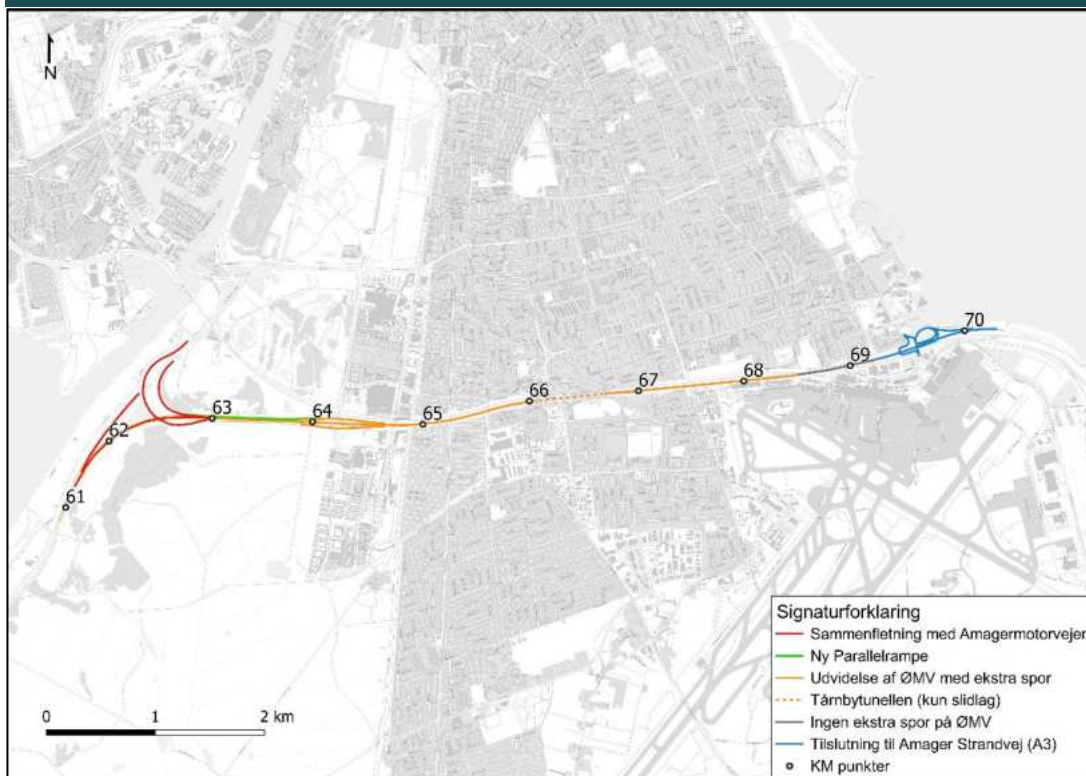 N
70
69
68
67
66
65
64
63
62
61
0 1 2 km
Signaturforklaring
Sammenfletning med Amagermotorvejen
Ny Parallelrampe
Udvidelse af ØMV med ekstra spor
Tårnbytunellen (kun slidlag)
Ingen ekstra spor på ØMV
Tilslutning til Amager Strandvej (A3)
KM punkter